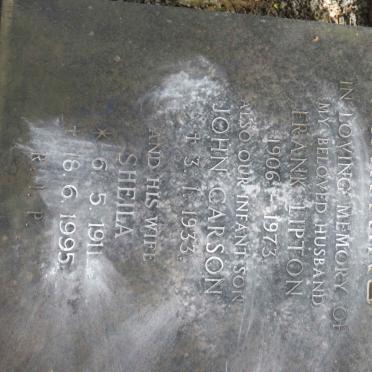 IN LOVING MEMORY OF
MY BELOVED HUSBAND
FRANK LIPTON
1906 - 1973
ALSO OUR INFANT SON
JOHN CARSON
+ 3. 1. 1933.
AND HIS WIFE
SHEILA
* 6. 5. 1911.
+ 8. 6. 1995.
R. I. P.